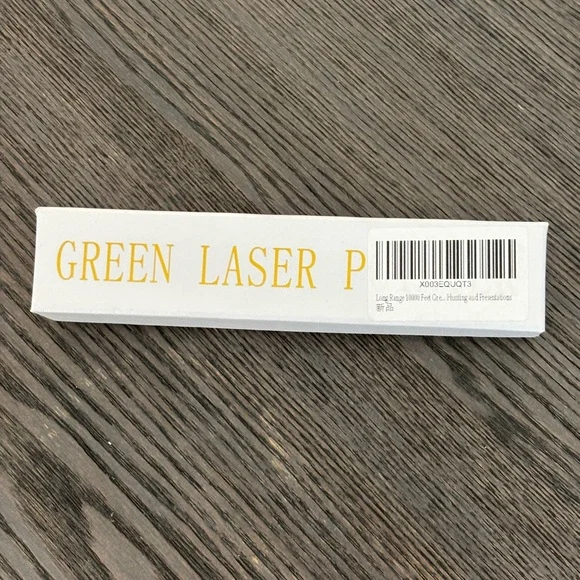 GREEN LASER P
X003EQUQT3
Long Range 10000 Feet Gre... Hunting and Presentations
新品